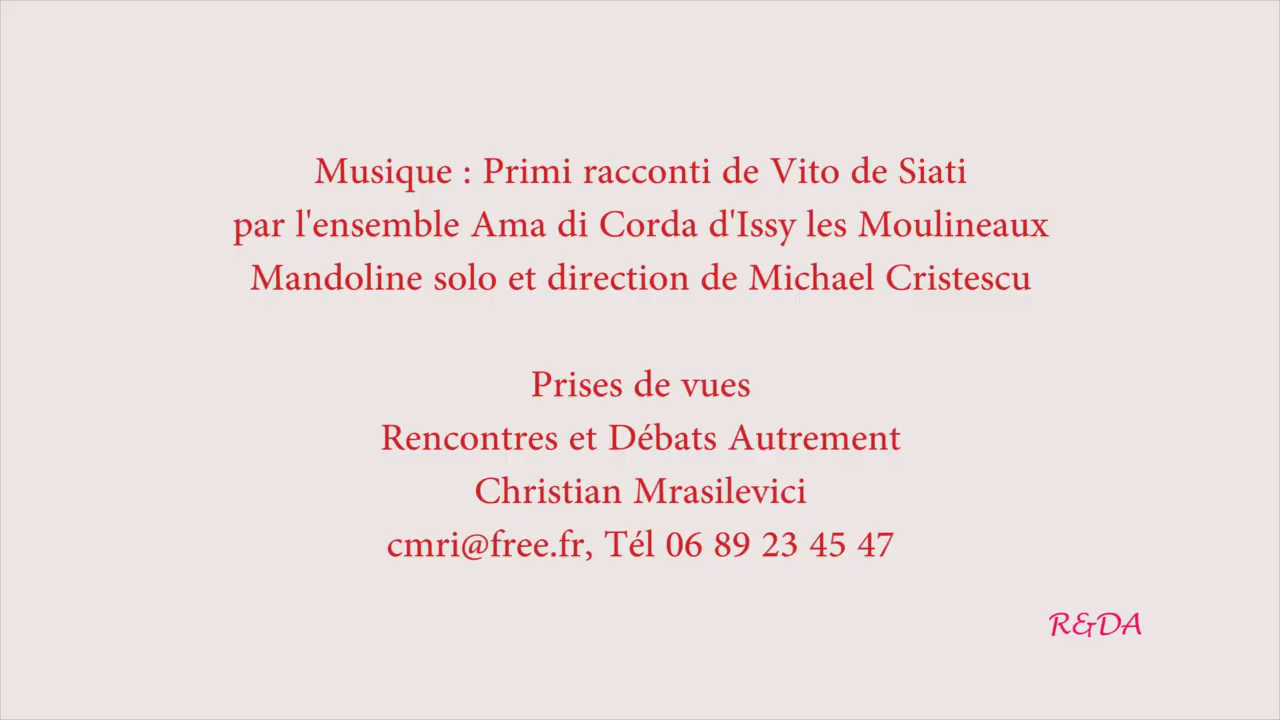 Musique : Primi racconti de Vito de Siati
par l'ensemble Ama di Corda d'Issy les Moulineaux
Mandoline solo et direction de Michael Cristescu
Prises de vues
Rencontres et Débats Autrement
Christian Mrasilevici
cmri@free.fr, Tél 06 89 23 45 47
R&DA